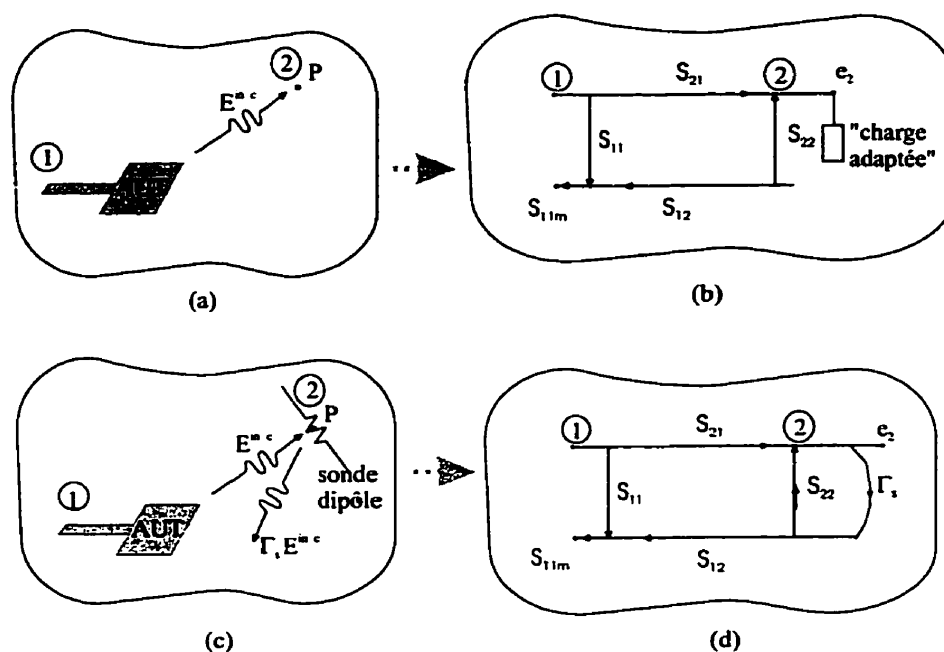 ② P
E^inc
①
(a)
① S₂₁ ② e₂
S₁₁ S₂₂ "charge
adaptée"
S₁₁ₘ S₁₂
(b)
② P
E^inc
sonde
dipôle
①
AUT
Γₛ E^inc
(c)
① S₂₁ ② e₂
S₁₁ S₂₂ Γₛ
S₁₁ₘ S₁₂
(d)